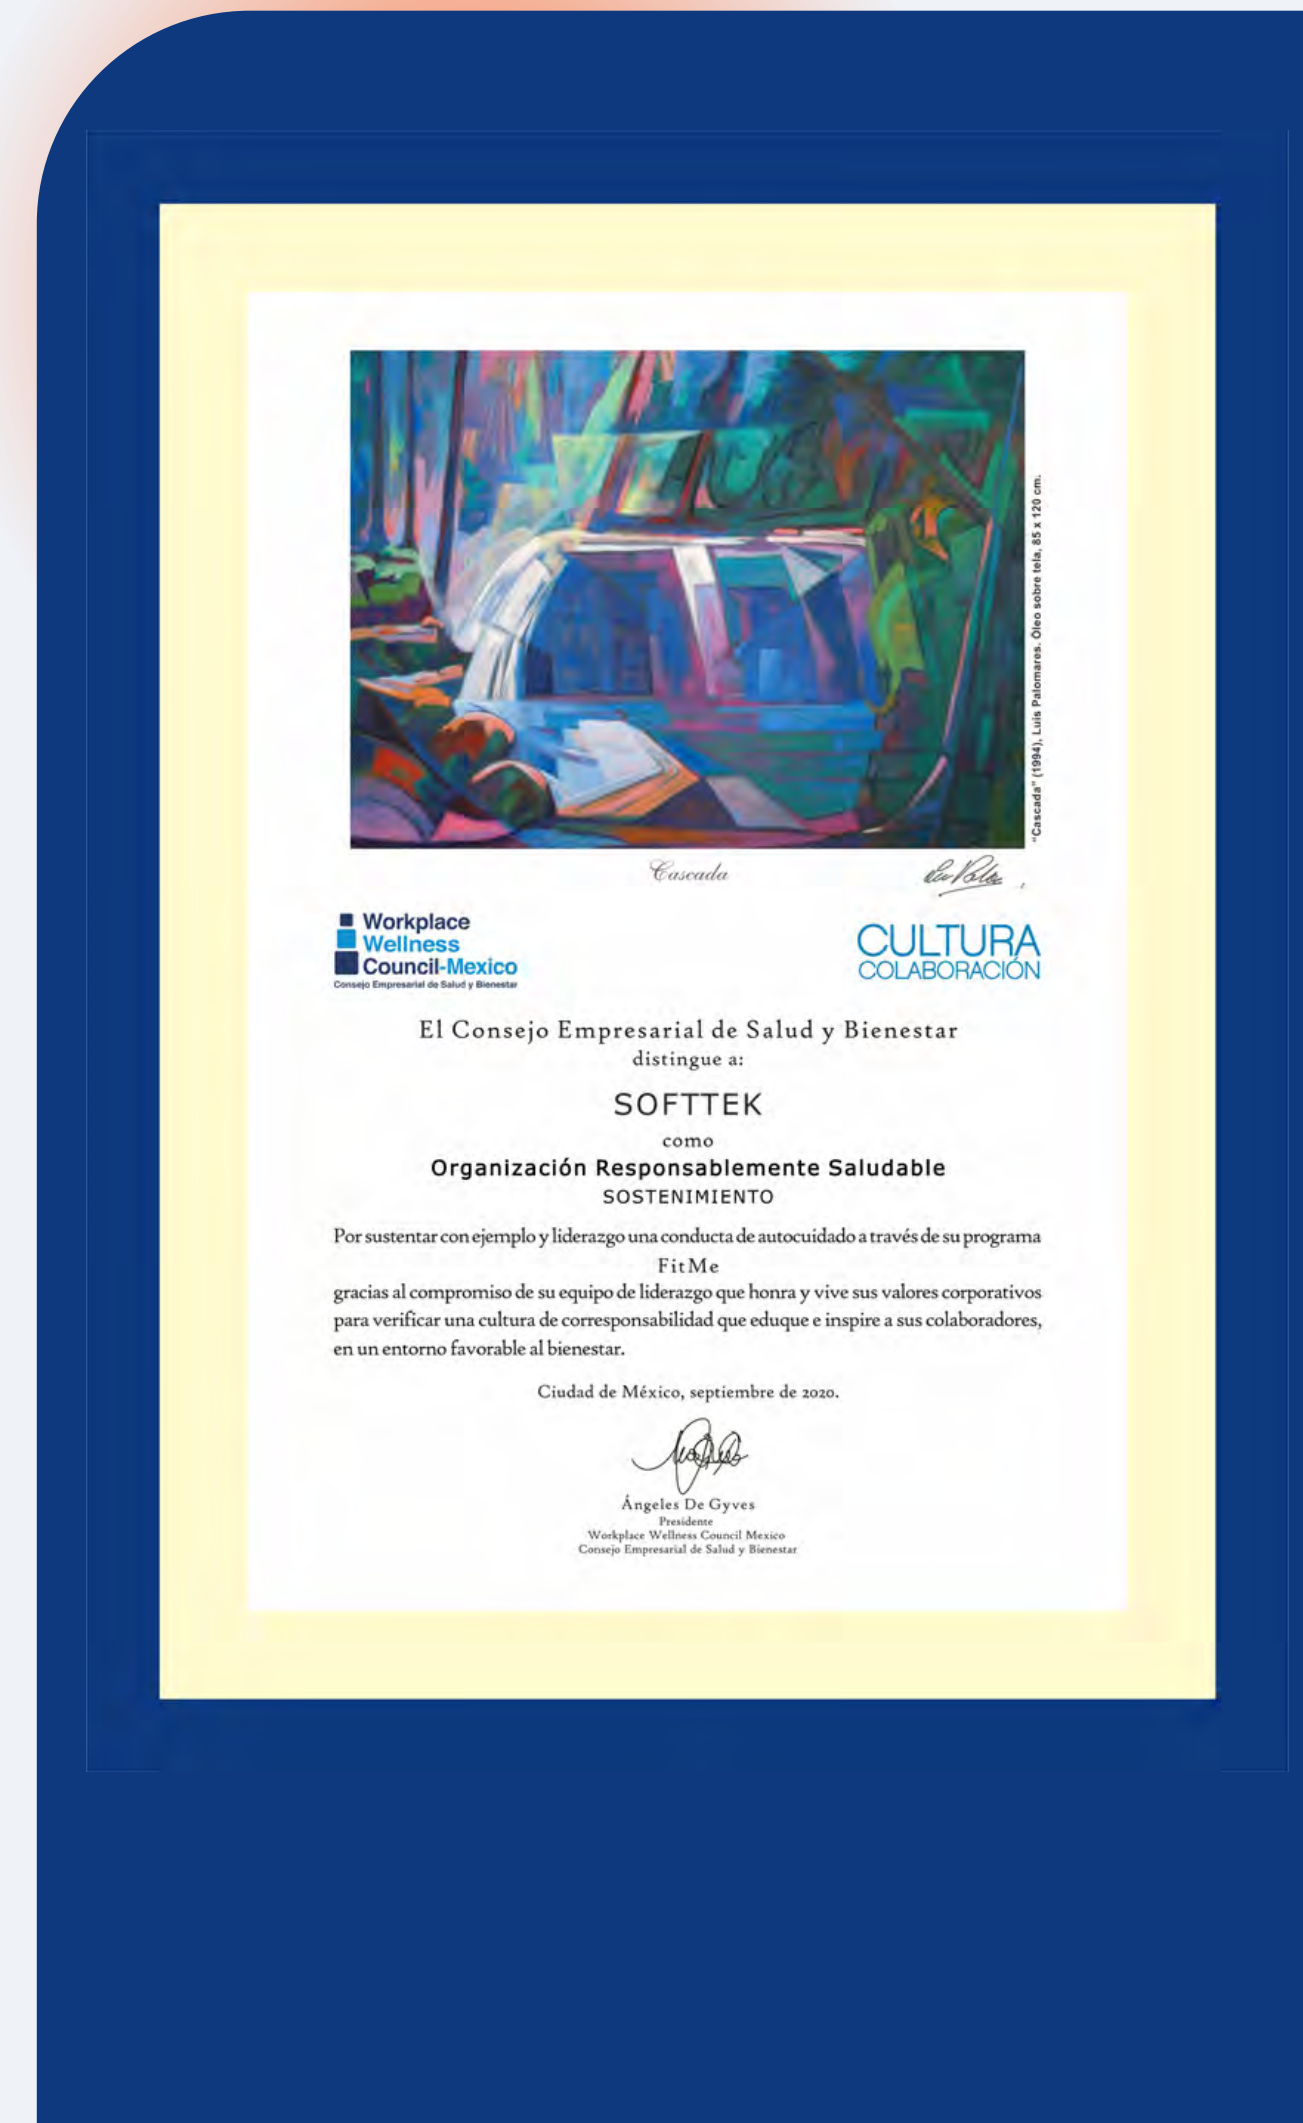 "Cascada" (1994), Luis Palomares. Óleo sobre tela, 85 x 120 cm.
Cascada
Workplace
Wellness
Council-Mexico
Consejo Empresarial de Salud y Bienestar
CULTURA
COLABORACIÓN
El Consejo Empresarial de Salud y Bienestar
distingue a:
SOFTTEK
como
Organización Responsablemente Saludable
SOSTENIMIENTO
Por sustentar con ejemplo y liderazgo una conducta de autocuidado a través de su programa
FitMe
gracias al compromiso de su equipo de liderazgo que honra y vive sus valores corporativos
para verificar una cultura de corresponsabilidad que eduque e inspire a sus colaboradores,
en un entorno favorable al bienestar.
Ciudad de México, septiembre de 2020.
Ángeles De Gyves
Presidente
Workplace Wellness Council Mexico
Consejo Empresarial de Salud y Bienestar